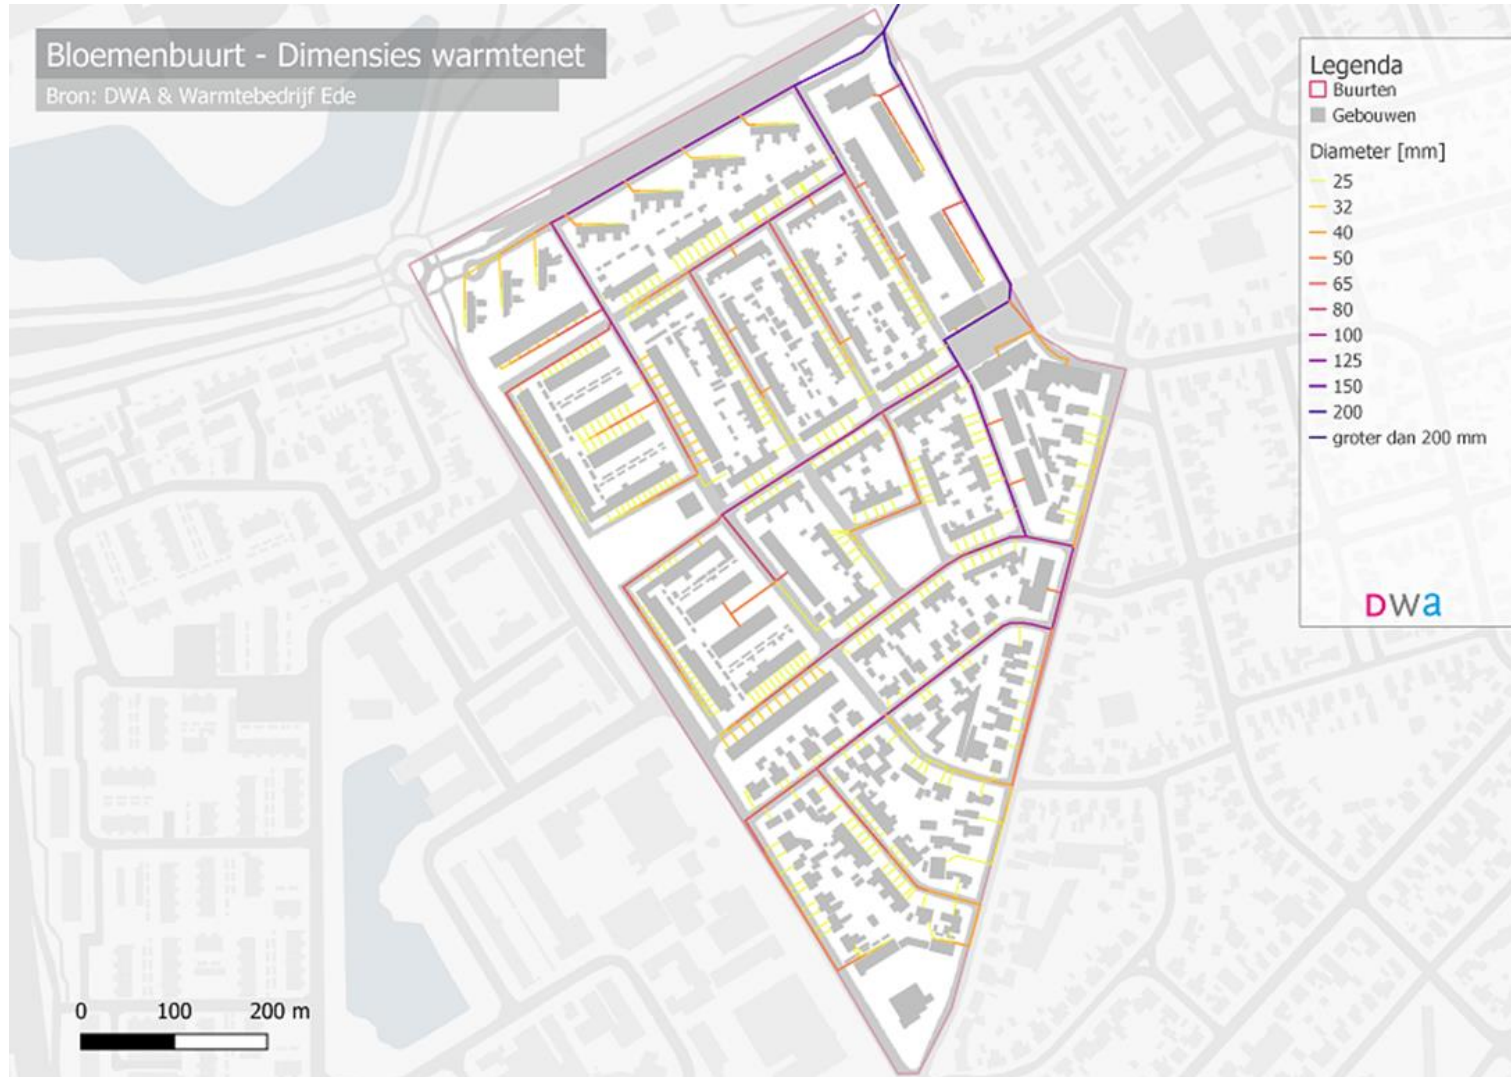 Bloemenbuurt - Dimensies warmtenet
Bron: DWA & Warmtebedrijf Ede
Legenda
Buurten
Gebouwen
Diameter [mm]
25
32
40
50
65
80
100
125
150
200
groter dan 200 mm
DWa
0 100 200 m